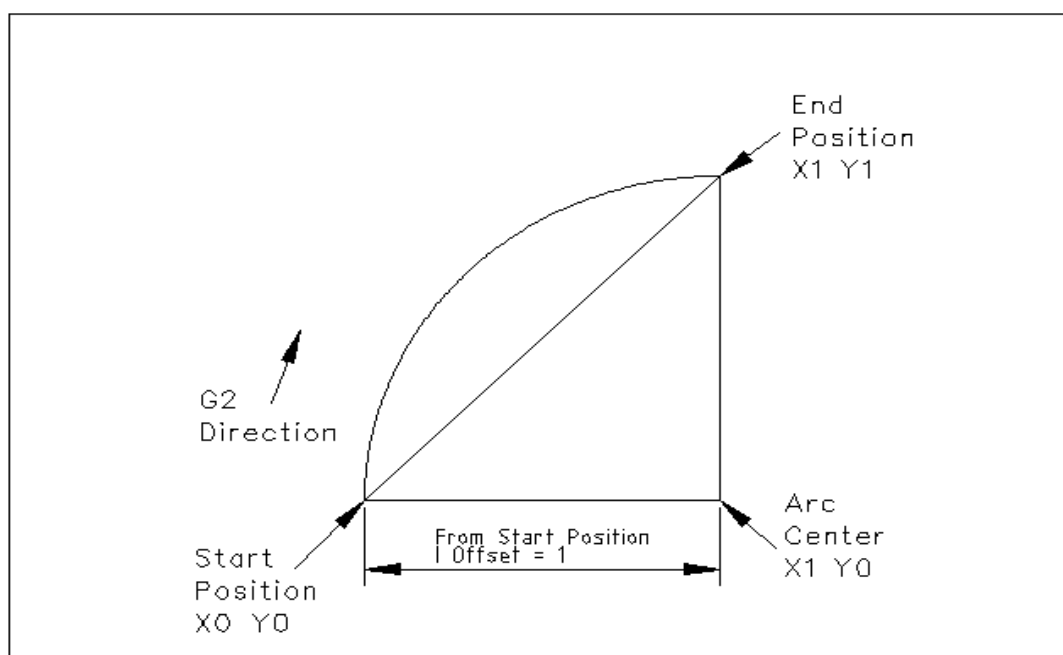 End
Position
X1 Y1
G2
Direction
From Start Position
I Offset = 1
Start
Position
X0 Y0
Arc
Center
X1 Y0